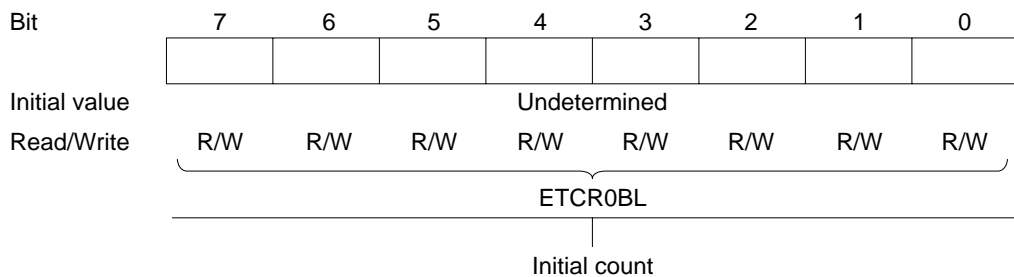 Bit 7 6 5 4 3 2 1 0
Initial value Undetermined
Read/Write R/W R/W R/W R/W R/W R/W R/W R/W
ETCR0BL
Initial count